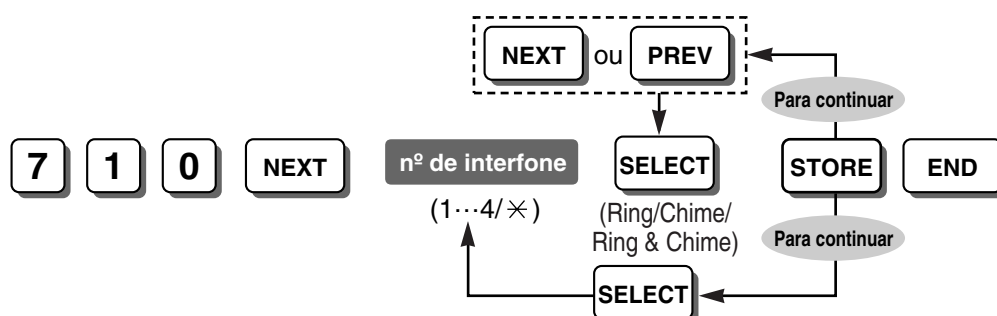 NEXT ou PREV
Para continuar
7 1 0 NEXT nº de interfone SELECT STORE END
(1···4/✳)
(Ring/Chime/
Ring & Chime)
Para continuar
SELECT